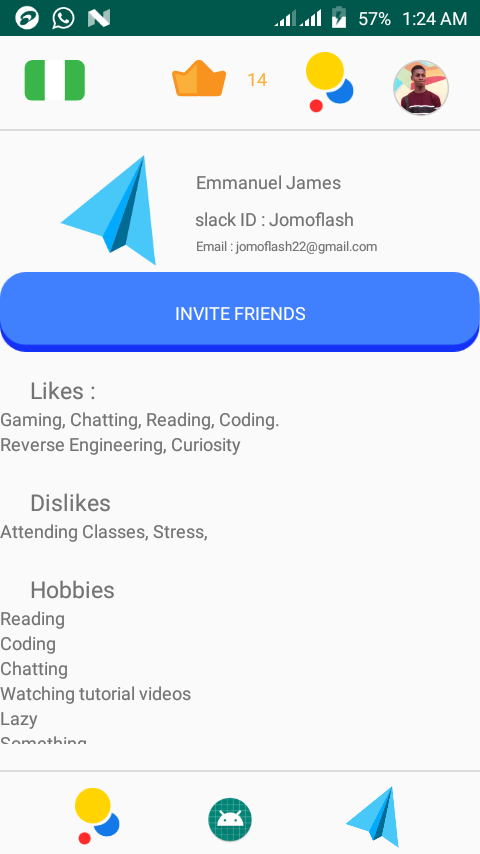 57% 1:24 AM
14
Emmanuel James
slack ID : Jomoflash
Email : jomoflash22@gmail.com
INVITE FRIENDS
Likes :
Gaming, Chatting, Reading, Coding.
Reverse Engineering, Curiosity
Dislikes
Attending Classes, Stress,
Hobbies
Reading
Coding
Chatting
Watching tutorial videos
Lazy
Something